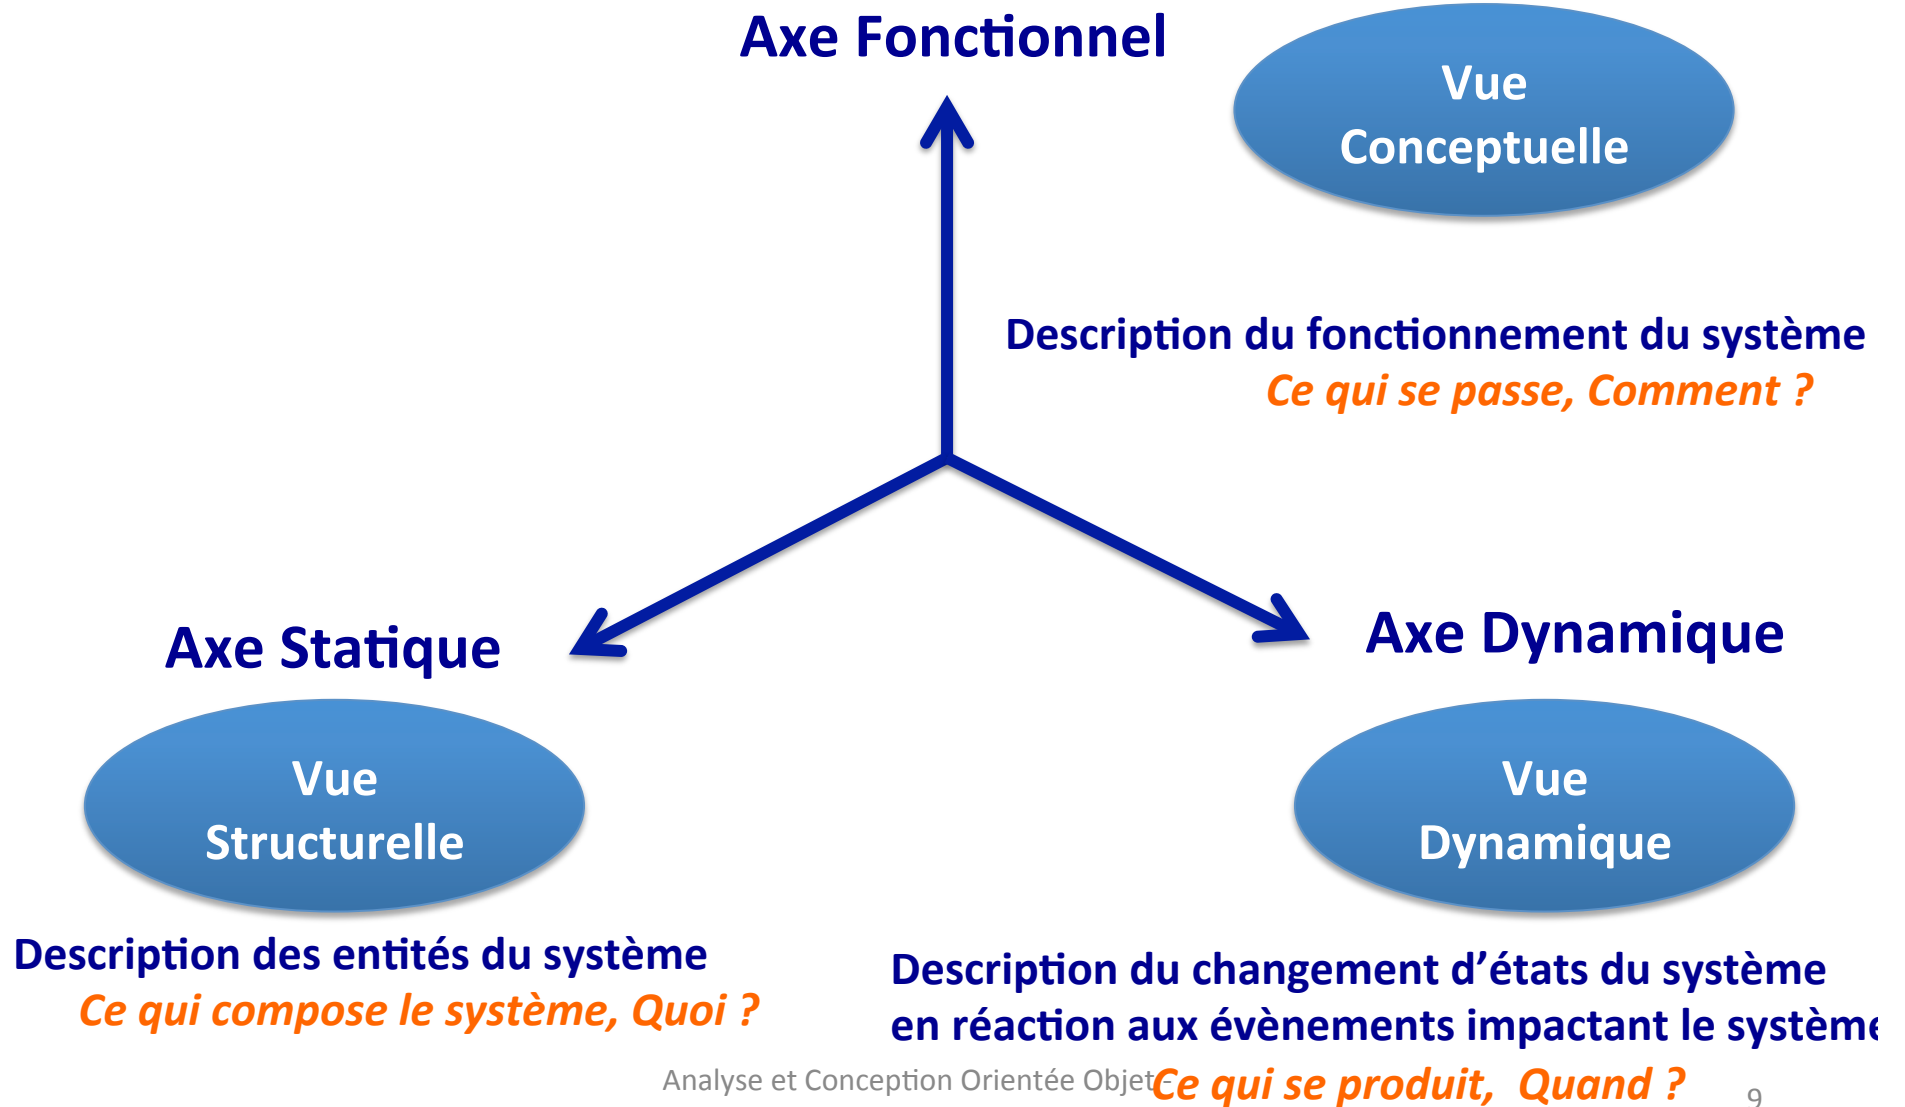 Axe Fonctionnel
Vue
Conceptuelle
Description du fonctionnement du système
Ce qui se passe, Comment ?
Axe Statique
Axe Dynamique
Vue
Structurelle
Vue
Dynamique
Description des entités du système
Ce qui compose le système, Quoi ?
Description du changement d’états du système
en réaction aux évènements impactant le système
Analyse et Conception Orientée Objet -
Ce qui se produit, Quand ?
9